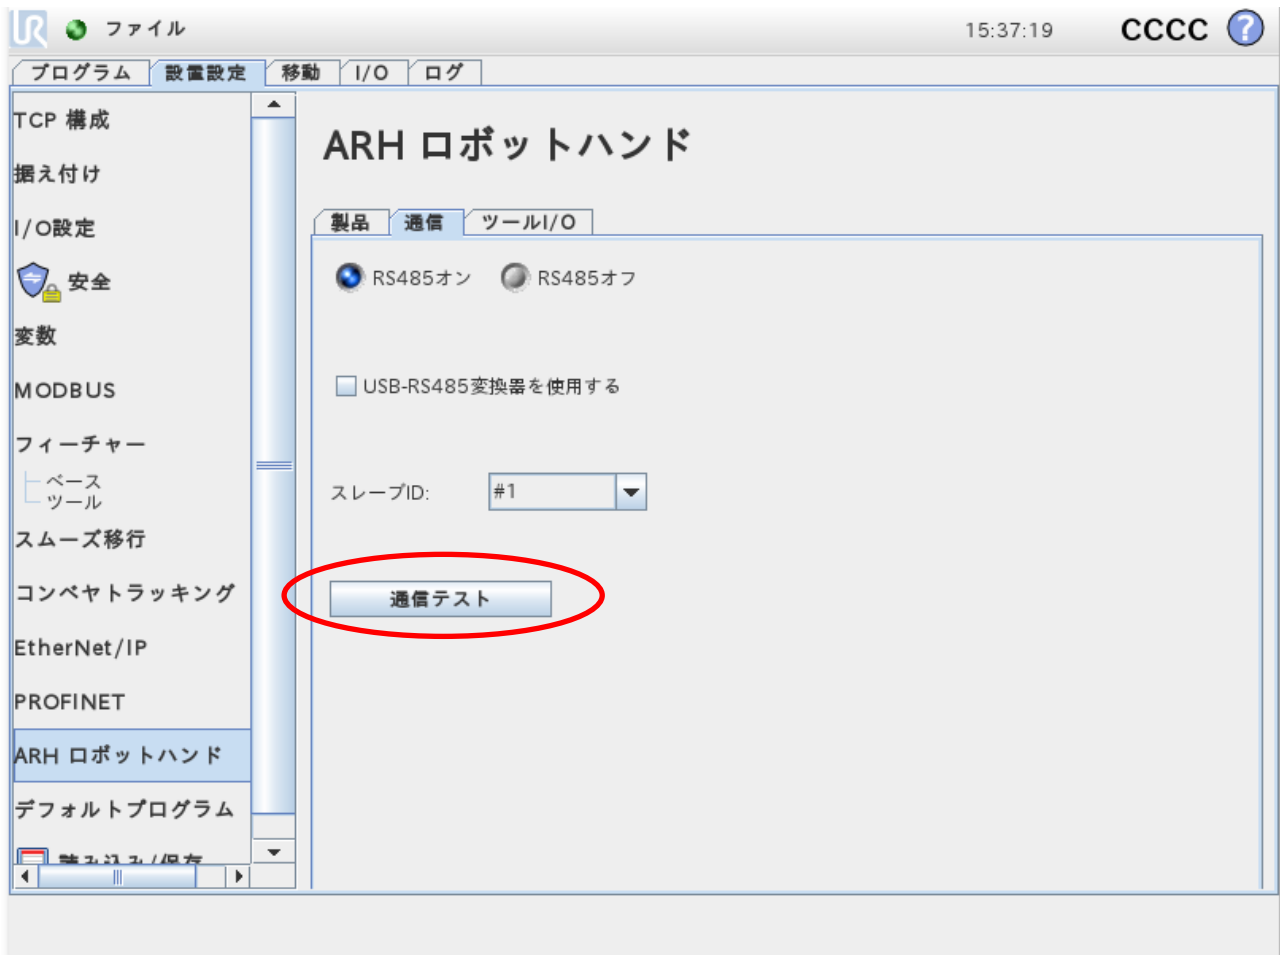 UR ファイル 15:37:19 CCCC ?
プログラム 設置設定 移動 I/O ログ
TCP 構成
据え付け
I/O設定
安全
変数
MODBUS
フィーチャー
ベース
ツール
スムーズ移行
コンベヤトラッキング
EtherNet/IP
PROFINET
ARH ロボットハンド
デフォルトプログラム
読み込み/保存
ARH ロボットハンド
製品 通信 ツールI/O
RS485オン RS485オフ
USB-RS485変換器を使用する
スレーブID: #1
通信テスト